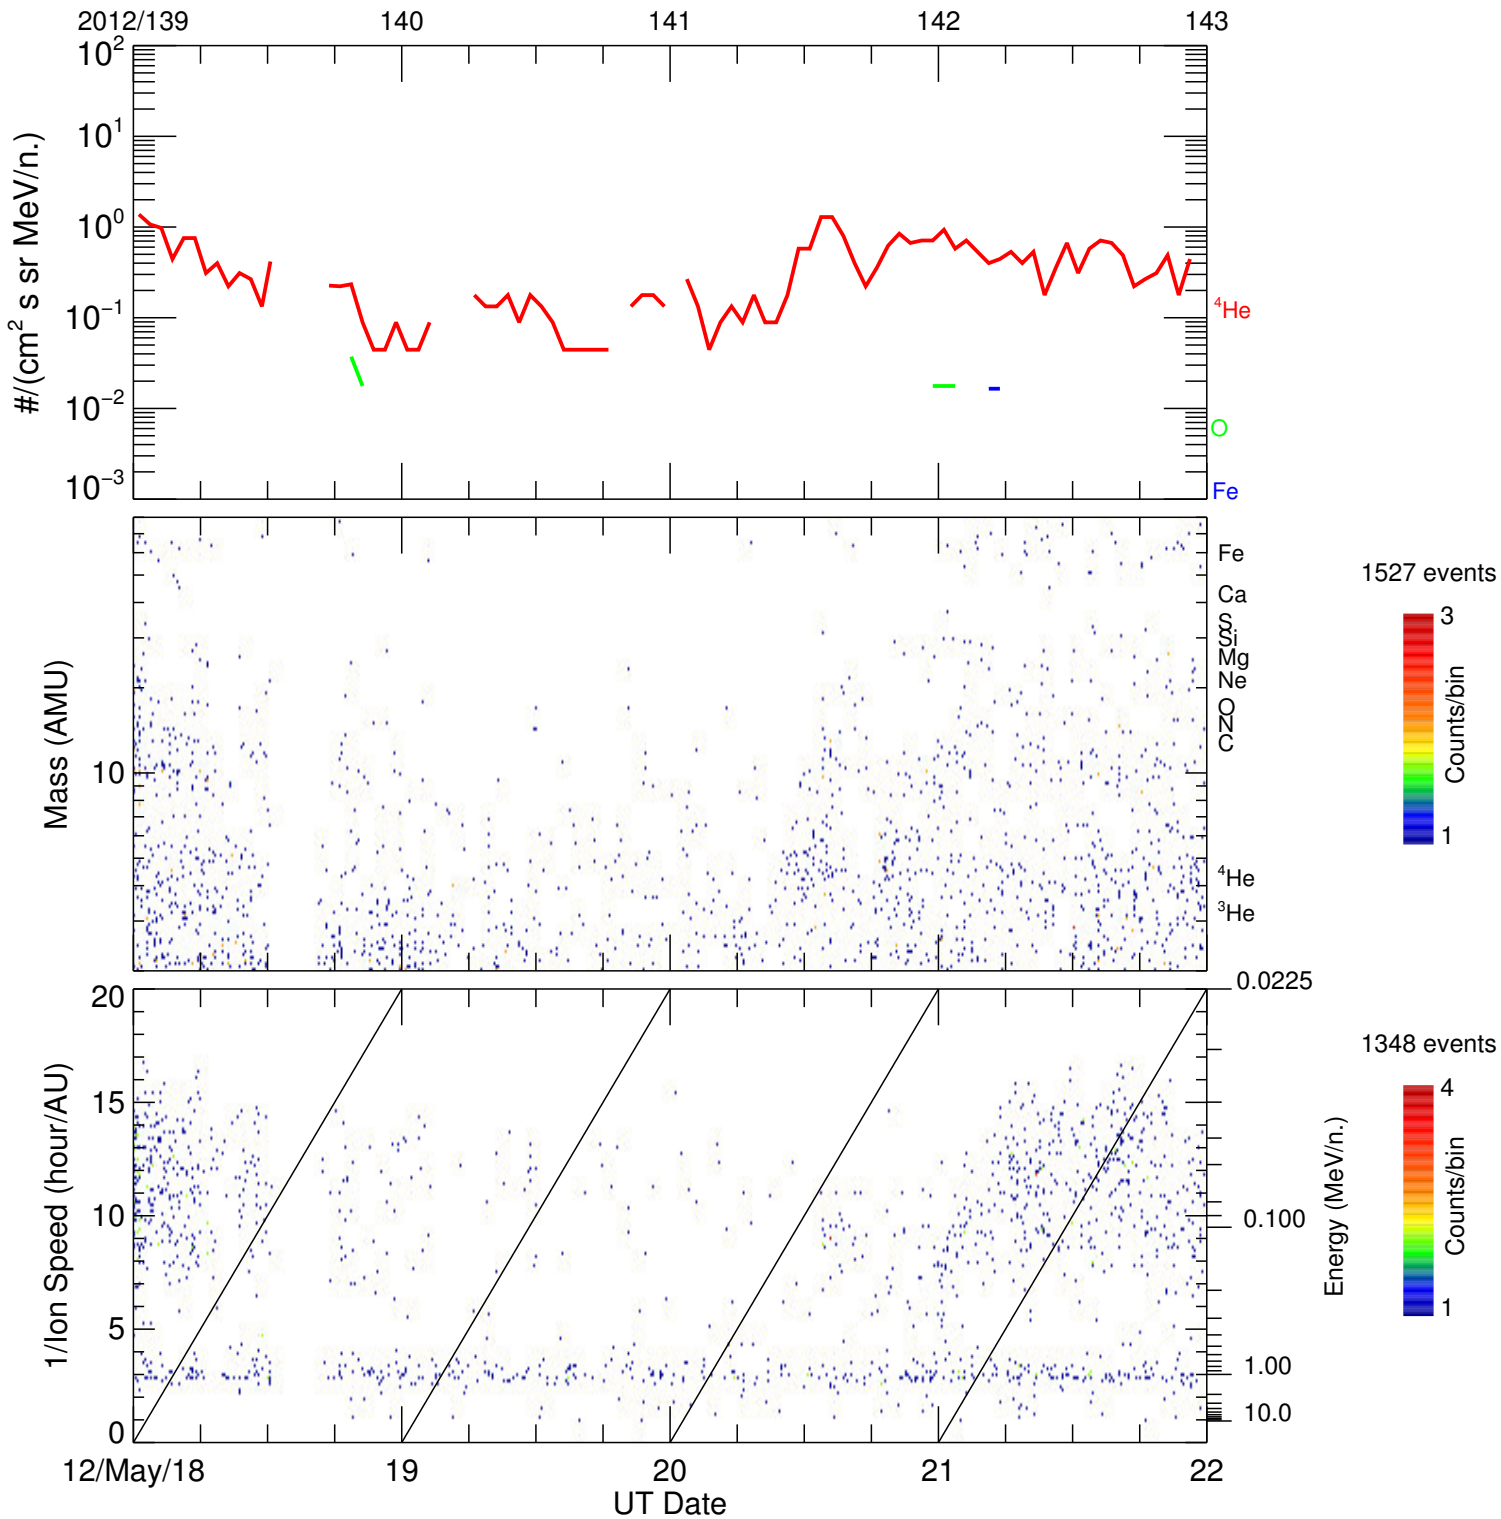 2012/139 140 141 142 143
10²
10¹
10⁰
10⁻¹
10⁻²
10⁻³
#/(cm² s sr MeV/n.)
⁴He
O
Fe
Mass (AMU)
10
Fe
Ca
S
Si
Mg
Ne
O
N
C
⁴He
³He
1527 events
3
Counts/bin
1
1/Ion Speed (hour/AU)
20
15
10
5
0
0.0225
0.100
1.00
10.0
Energy (MeV/n.)
1348 events
4
Counts/bin
1
12/May/18 19 20 21 22
UT Date